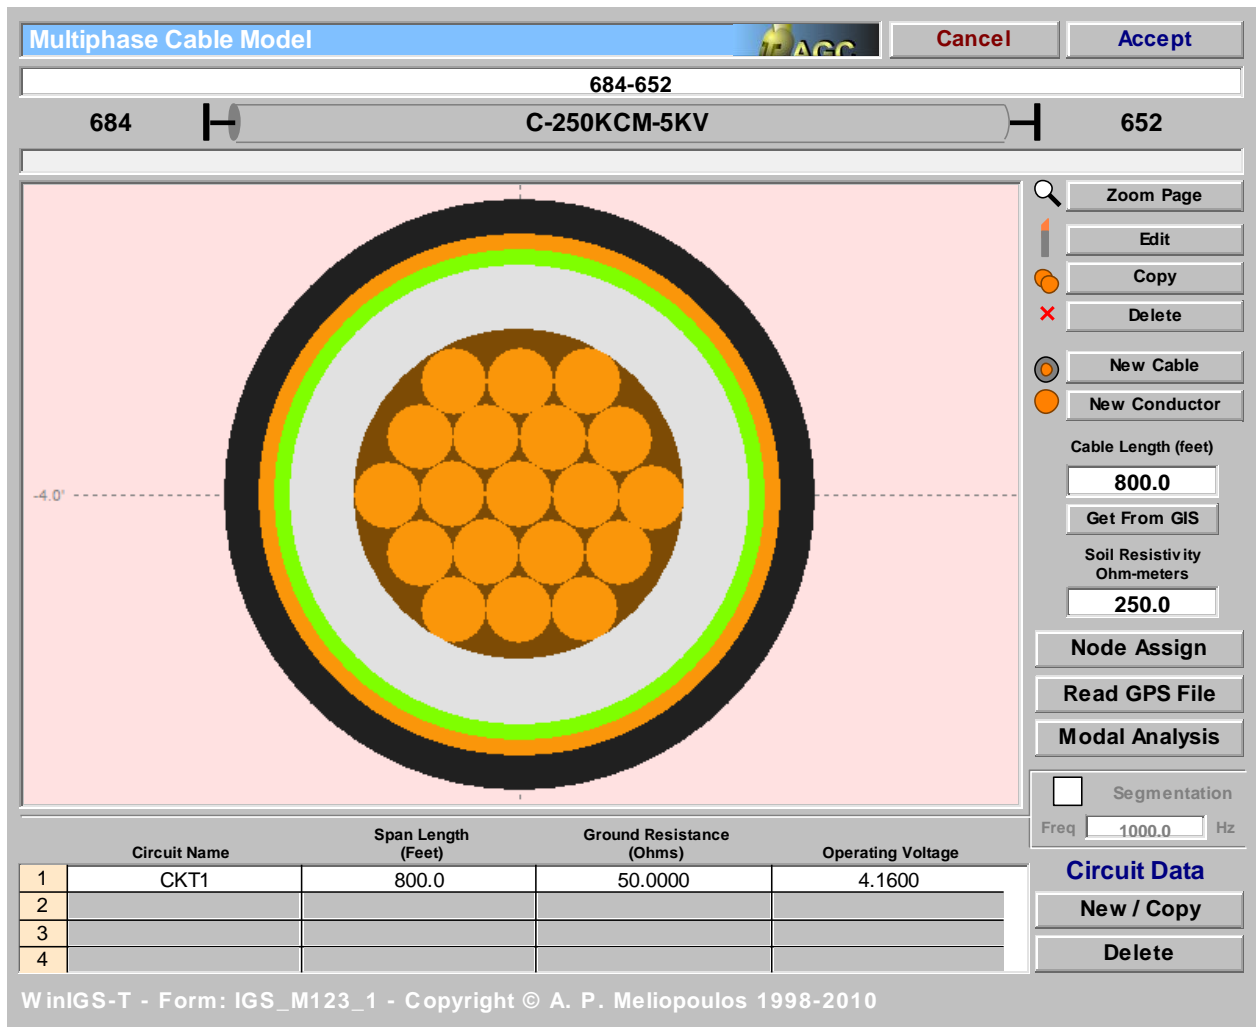 Multiphase Cable Model
AGC
Cancel
Accept
684-652
684
C-250KCM-5KV
652
Zoom Page
Edit
Copy
Delete
New Cable
New Conductor
Cable Length (feet)
800.0
Get From GIS
Soil Resistivity
Ohm-meters
250.0
Node Assign
Read GPS File
Modal Analysis
Segmentation
Freq 1000.0 Hz
-4.0'
Circuit Name Span Length (Feet) Ground Resistance (Ohms) Operating Voltage
1 CKT1 800.0 50.0000 4.1600
2
3
4
Circuit Data
New / Copy
Delete
WinIGS-T - Form: IGS_M123_1 - Copyright © A. P. Meliopoulos 1998-2010